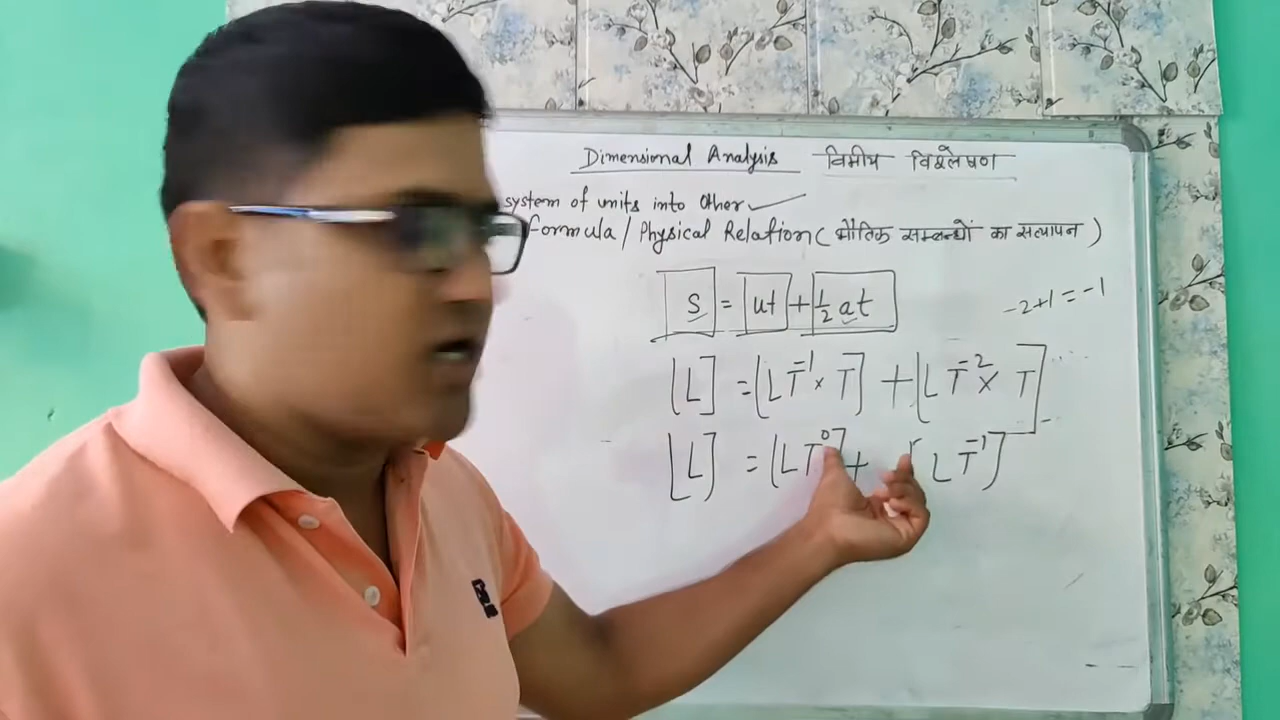 Dimensional Analysis विमीय विश्लेषण
system of units into Other ✓
formula / Physical Relation ( भौतिक सम्बन्धों का सत्यापन )
S = ut + 1/2 at
-2+1 = -1
[L] = [LT⁻¹ × T] + [LT⁻² × T]
[L] = [LT⁰] + [LT⁻¹]